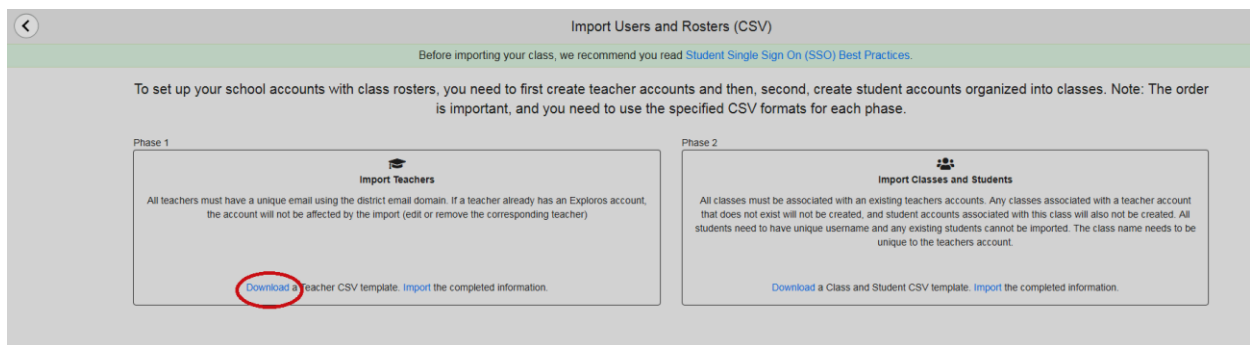 Import Users and Rosters (CSV)
Before importing your class, we recommend you read Student Single Sign On (SSO) Best Practices.
To set up your school accounts with class rosters, you need to first create teacher accounts and then, second, create student accounts organized into classes. Note: The order
is important, and you need to use the specified CSV formats for each phase.
Phase 1
Import Teachers
All teachers must have a unique email using the district email domain. If a teacher already has an Exploros account,
the account will not be affected by the import (edit or remove the corresponding teacher)
Download a Teacher CSV template. Import the completed information.
Phase 2
Import Classes and Students
All classes must be associated with an existing teachers accounts. Any classes associated with a teacher account
that does not exist will not be created, and student accounts associated with this class will also not be created. All
students need to have unique username and any existing students cannot be imported. The class name needs to be
unique to the teachers account.
Download a Class and Student CSV template. Import the completed information.